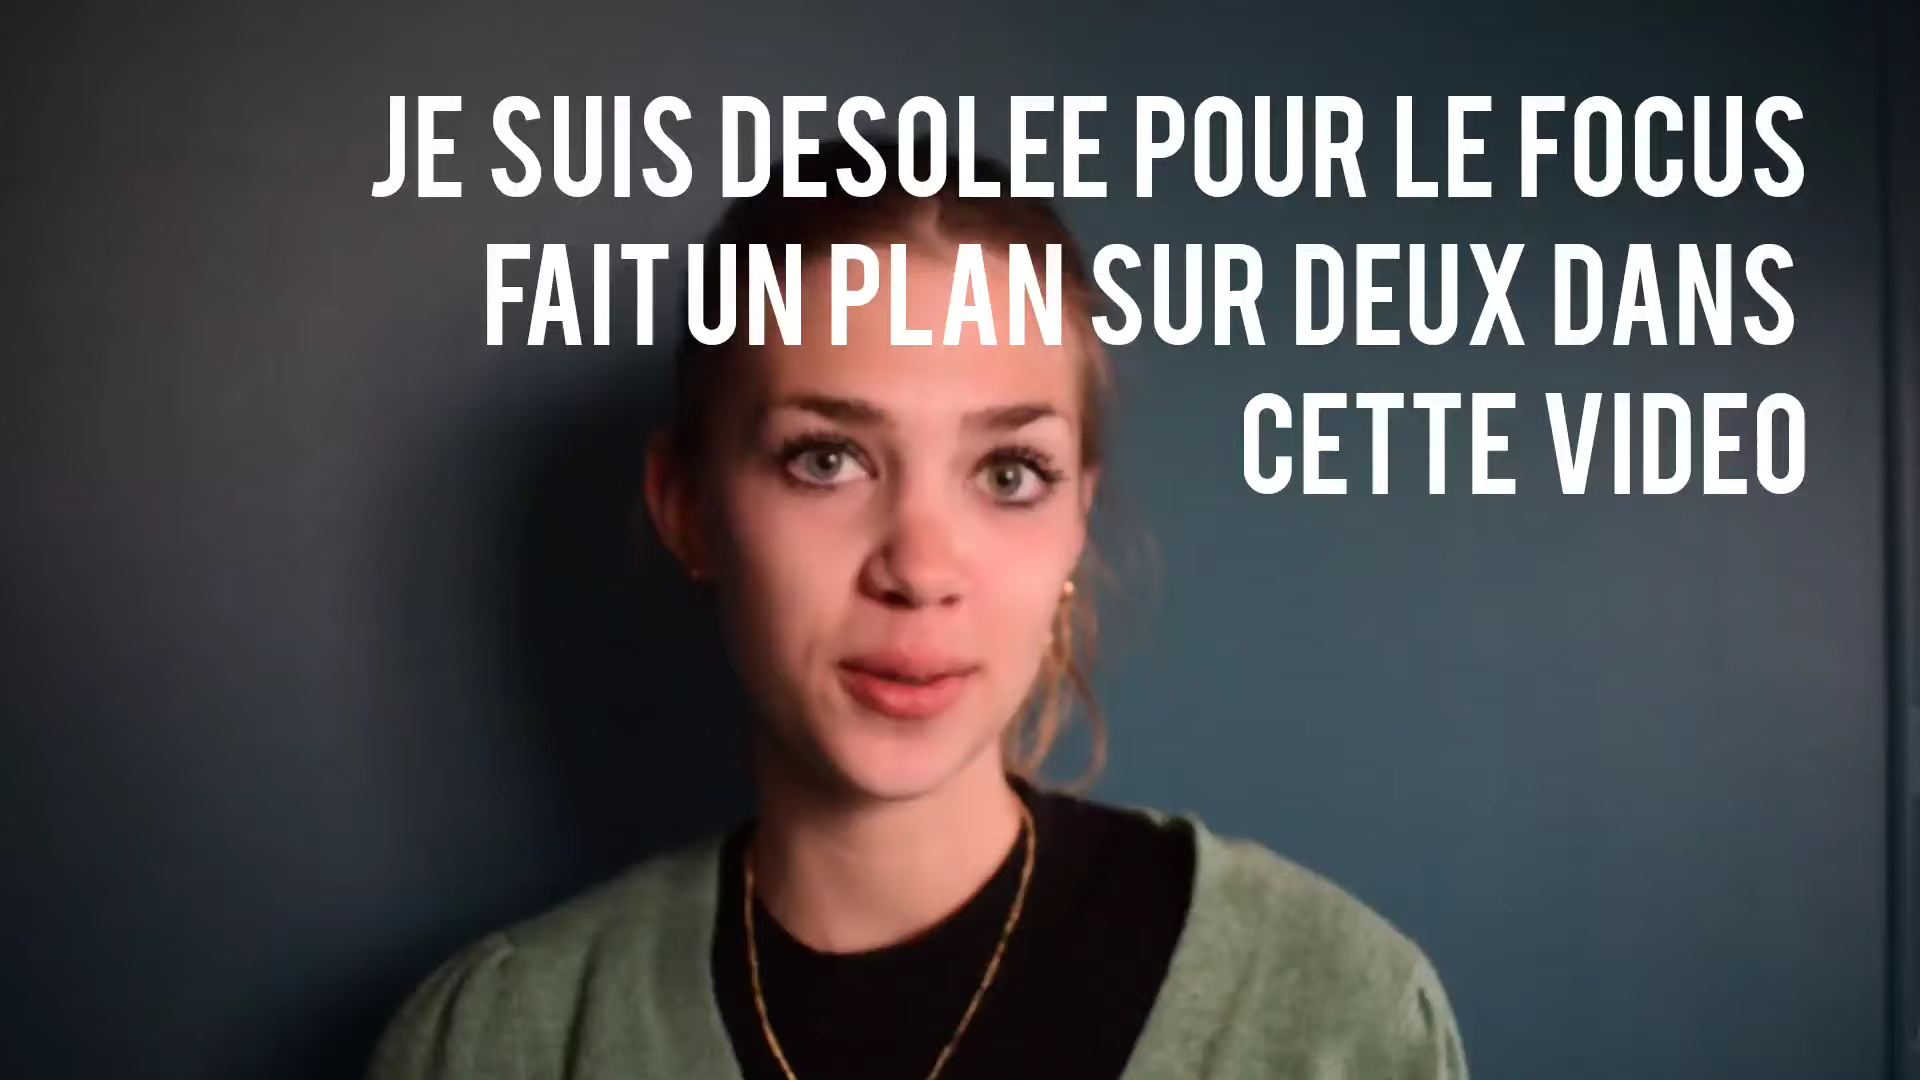 JE SUIS DESOLEE POUR LE FOCUS
FAIT UN PLAN SUR DEUX DANS
CETTE VIDEO